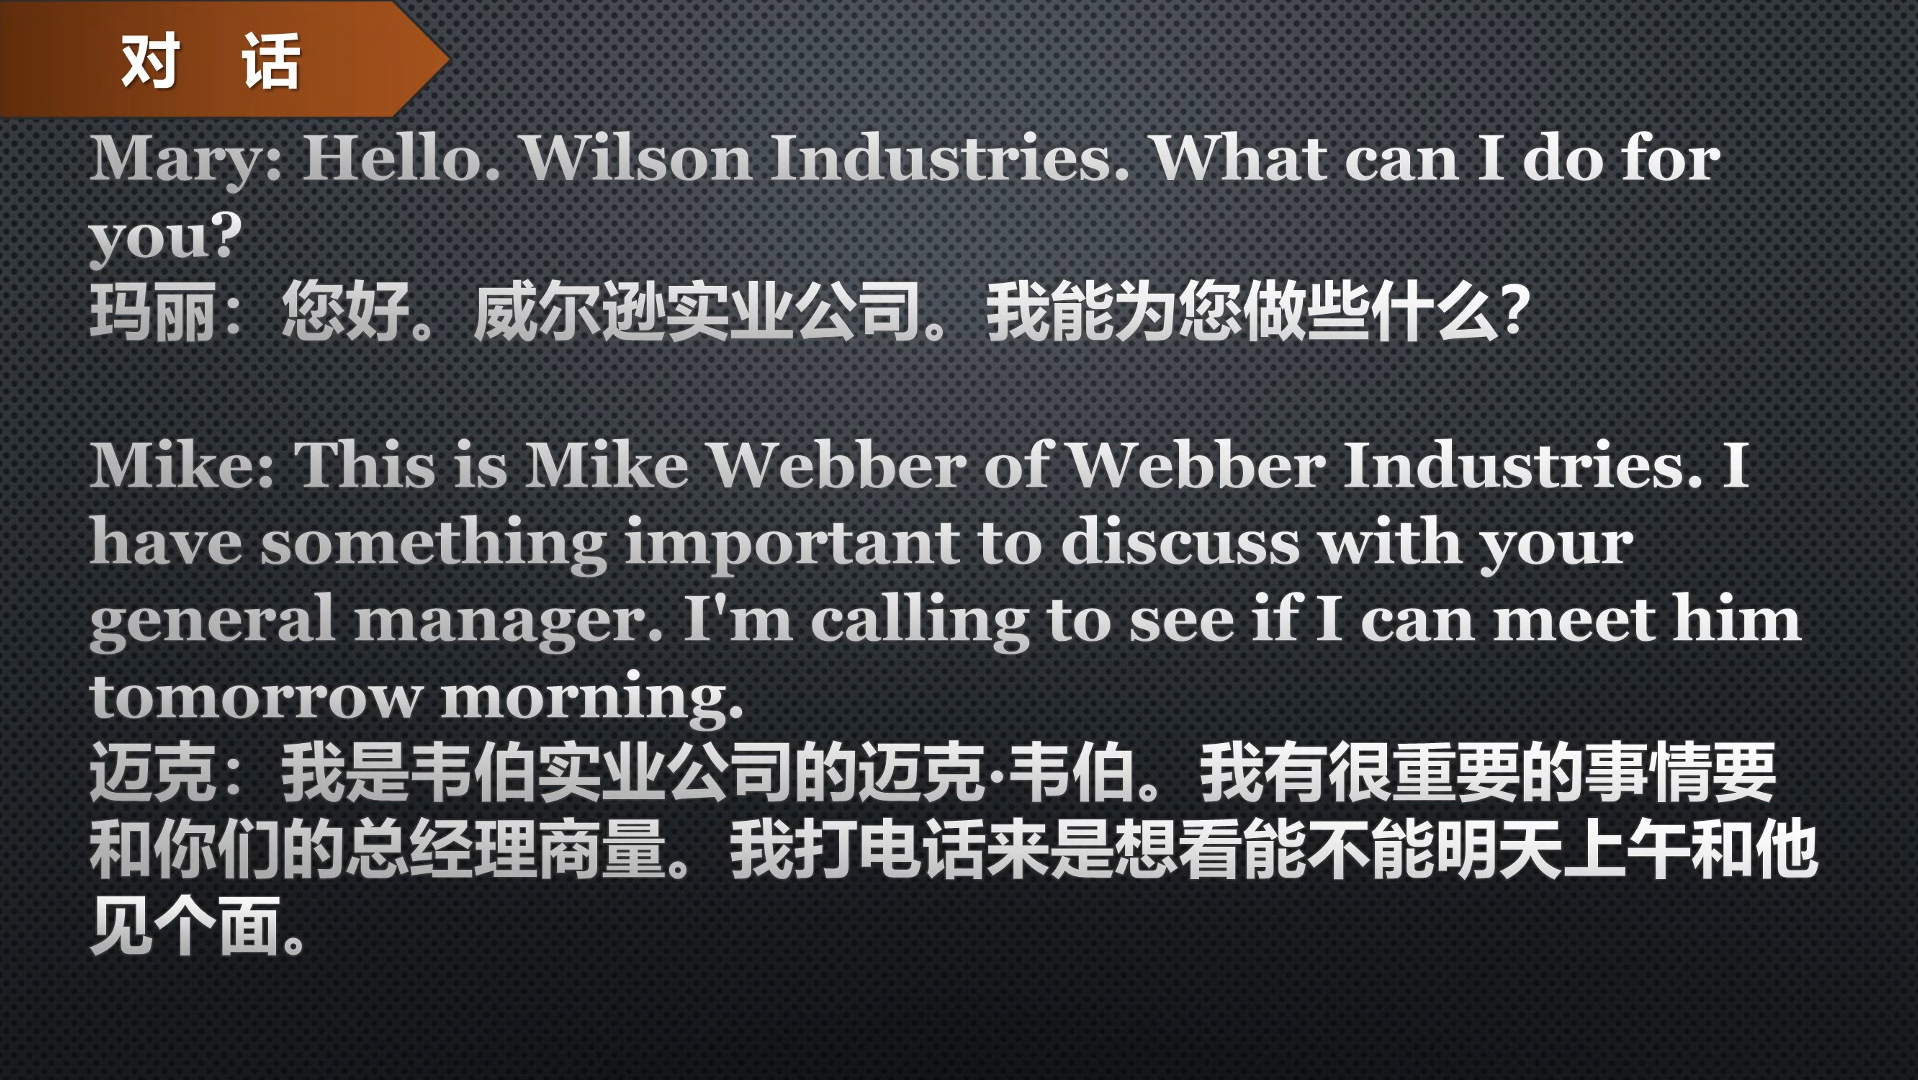 对 话
Mary: Hello. Wilson Industries. What can I do for
you?
玛丽：您好。威尔逊实业公司。我能为您做些什么？
Mike: This is Mike Webber of Webber Industries. I
have something important to discuss with your
general manager. I'm calling to see if I can meet him
tomorrow morning.
迈克：我是韦伯实业公司的迈克·韦伯。我有很重要的事情要
和你们的总经理商量。我打电话来是想看能不能明天上午和他
见个面。